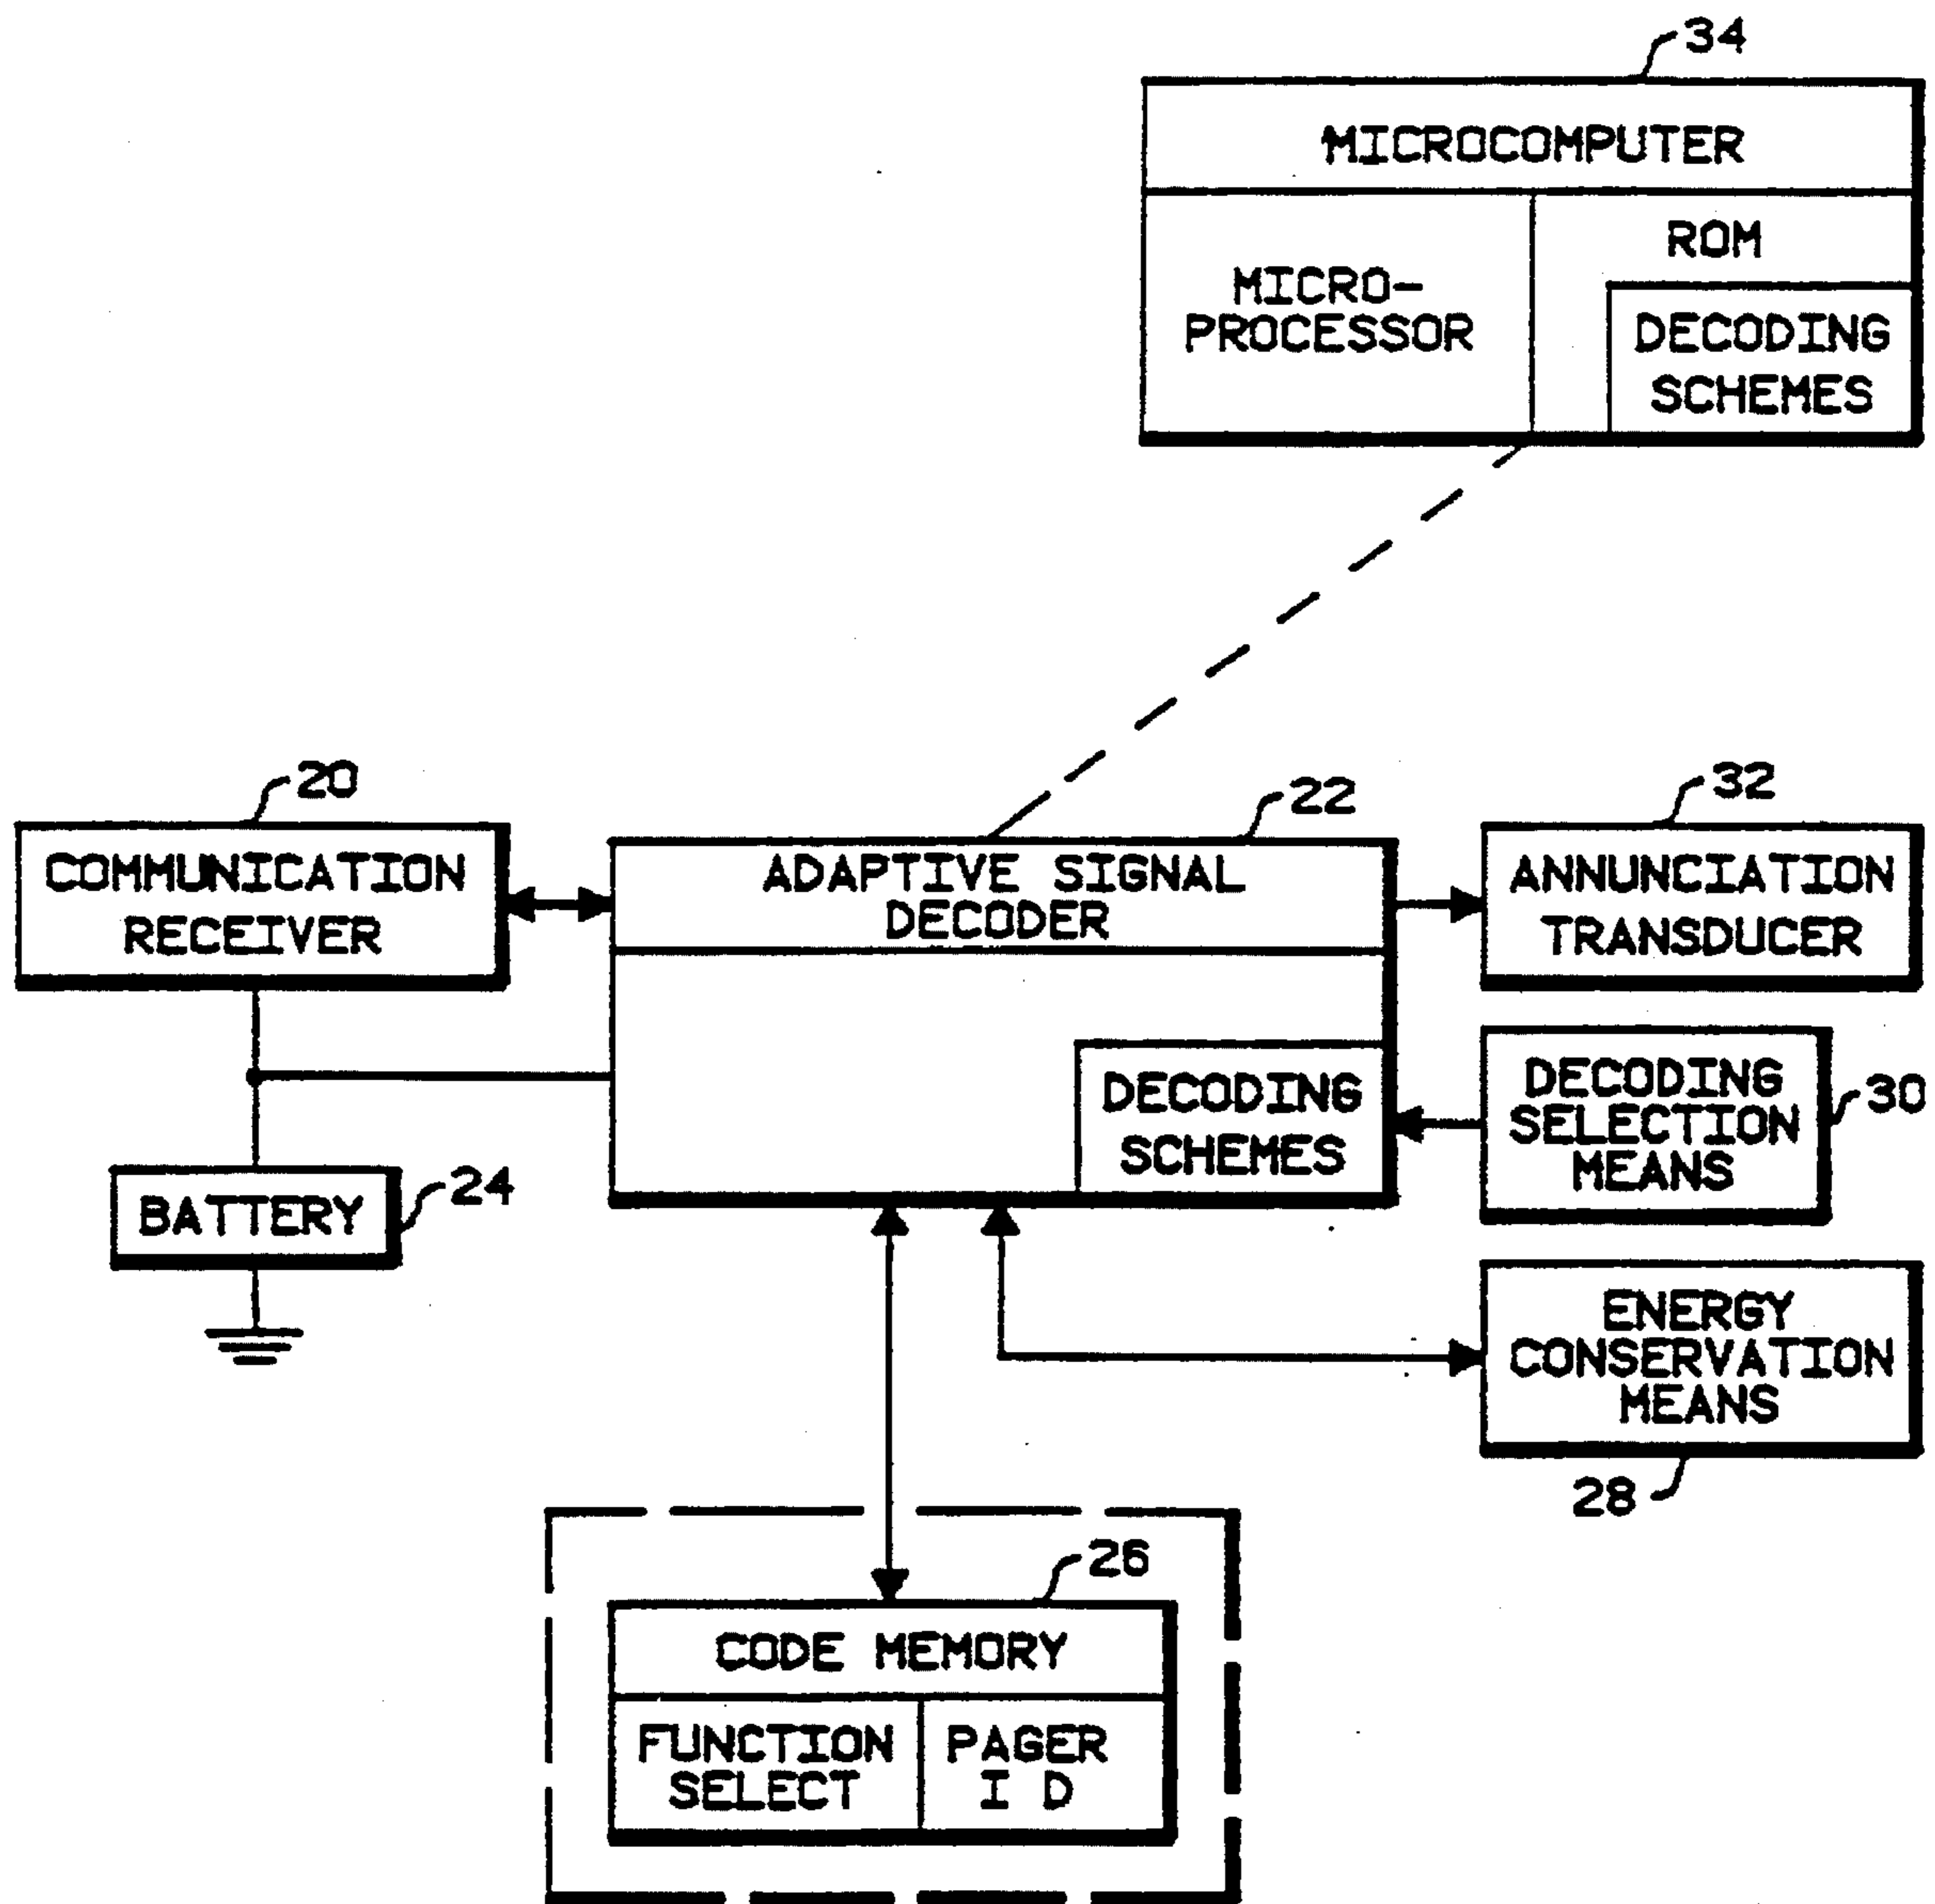 34
MICROCOMPUTER
MICRO-
PROCESSOR
ROM
DECODING
SCHEMES
20
COMMUNICATION
RECEIVER
22
ADAPTIVE SIGNAL
DECODER
DECODING
SCHEMES
32
ANNUNCIATION
TRANSDUCER
DECODING
SELECTION
MEANS
30
BATTERY
24
ENERGY
CONSERVATION
MEANS
28
26
CODE MEMORY
FUNCTION
SELECT
PAGER
I D